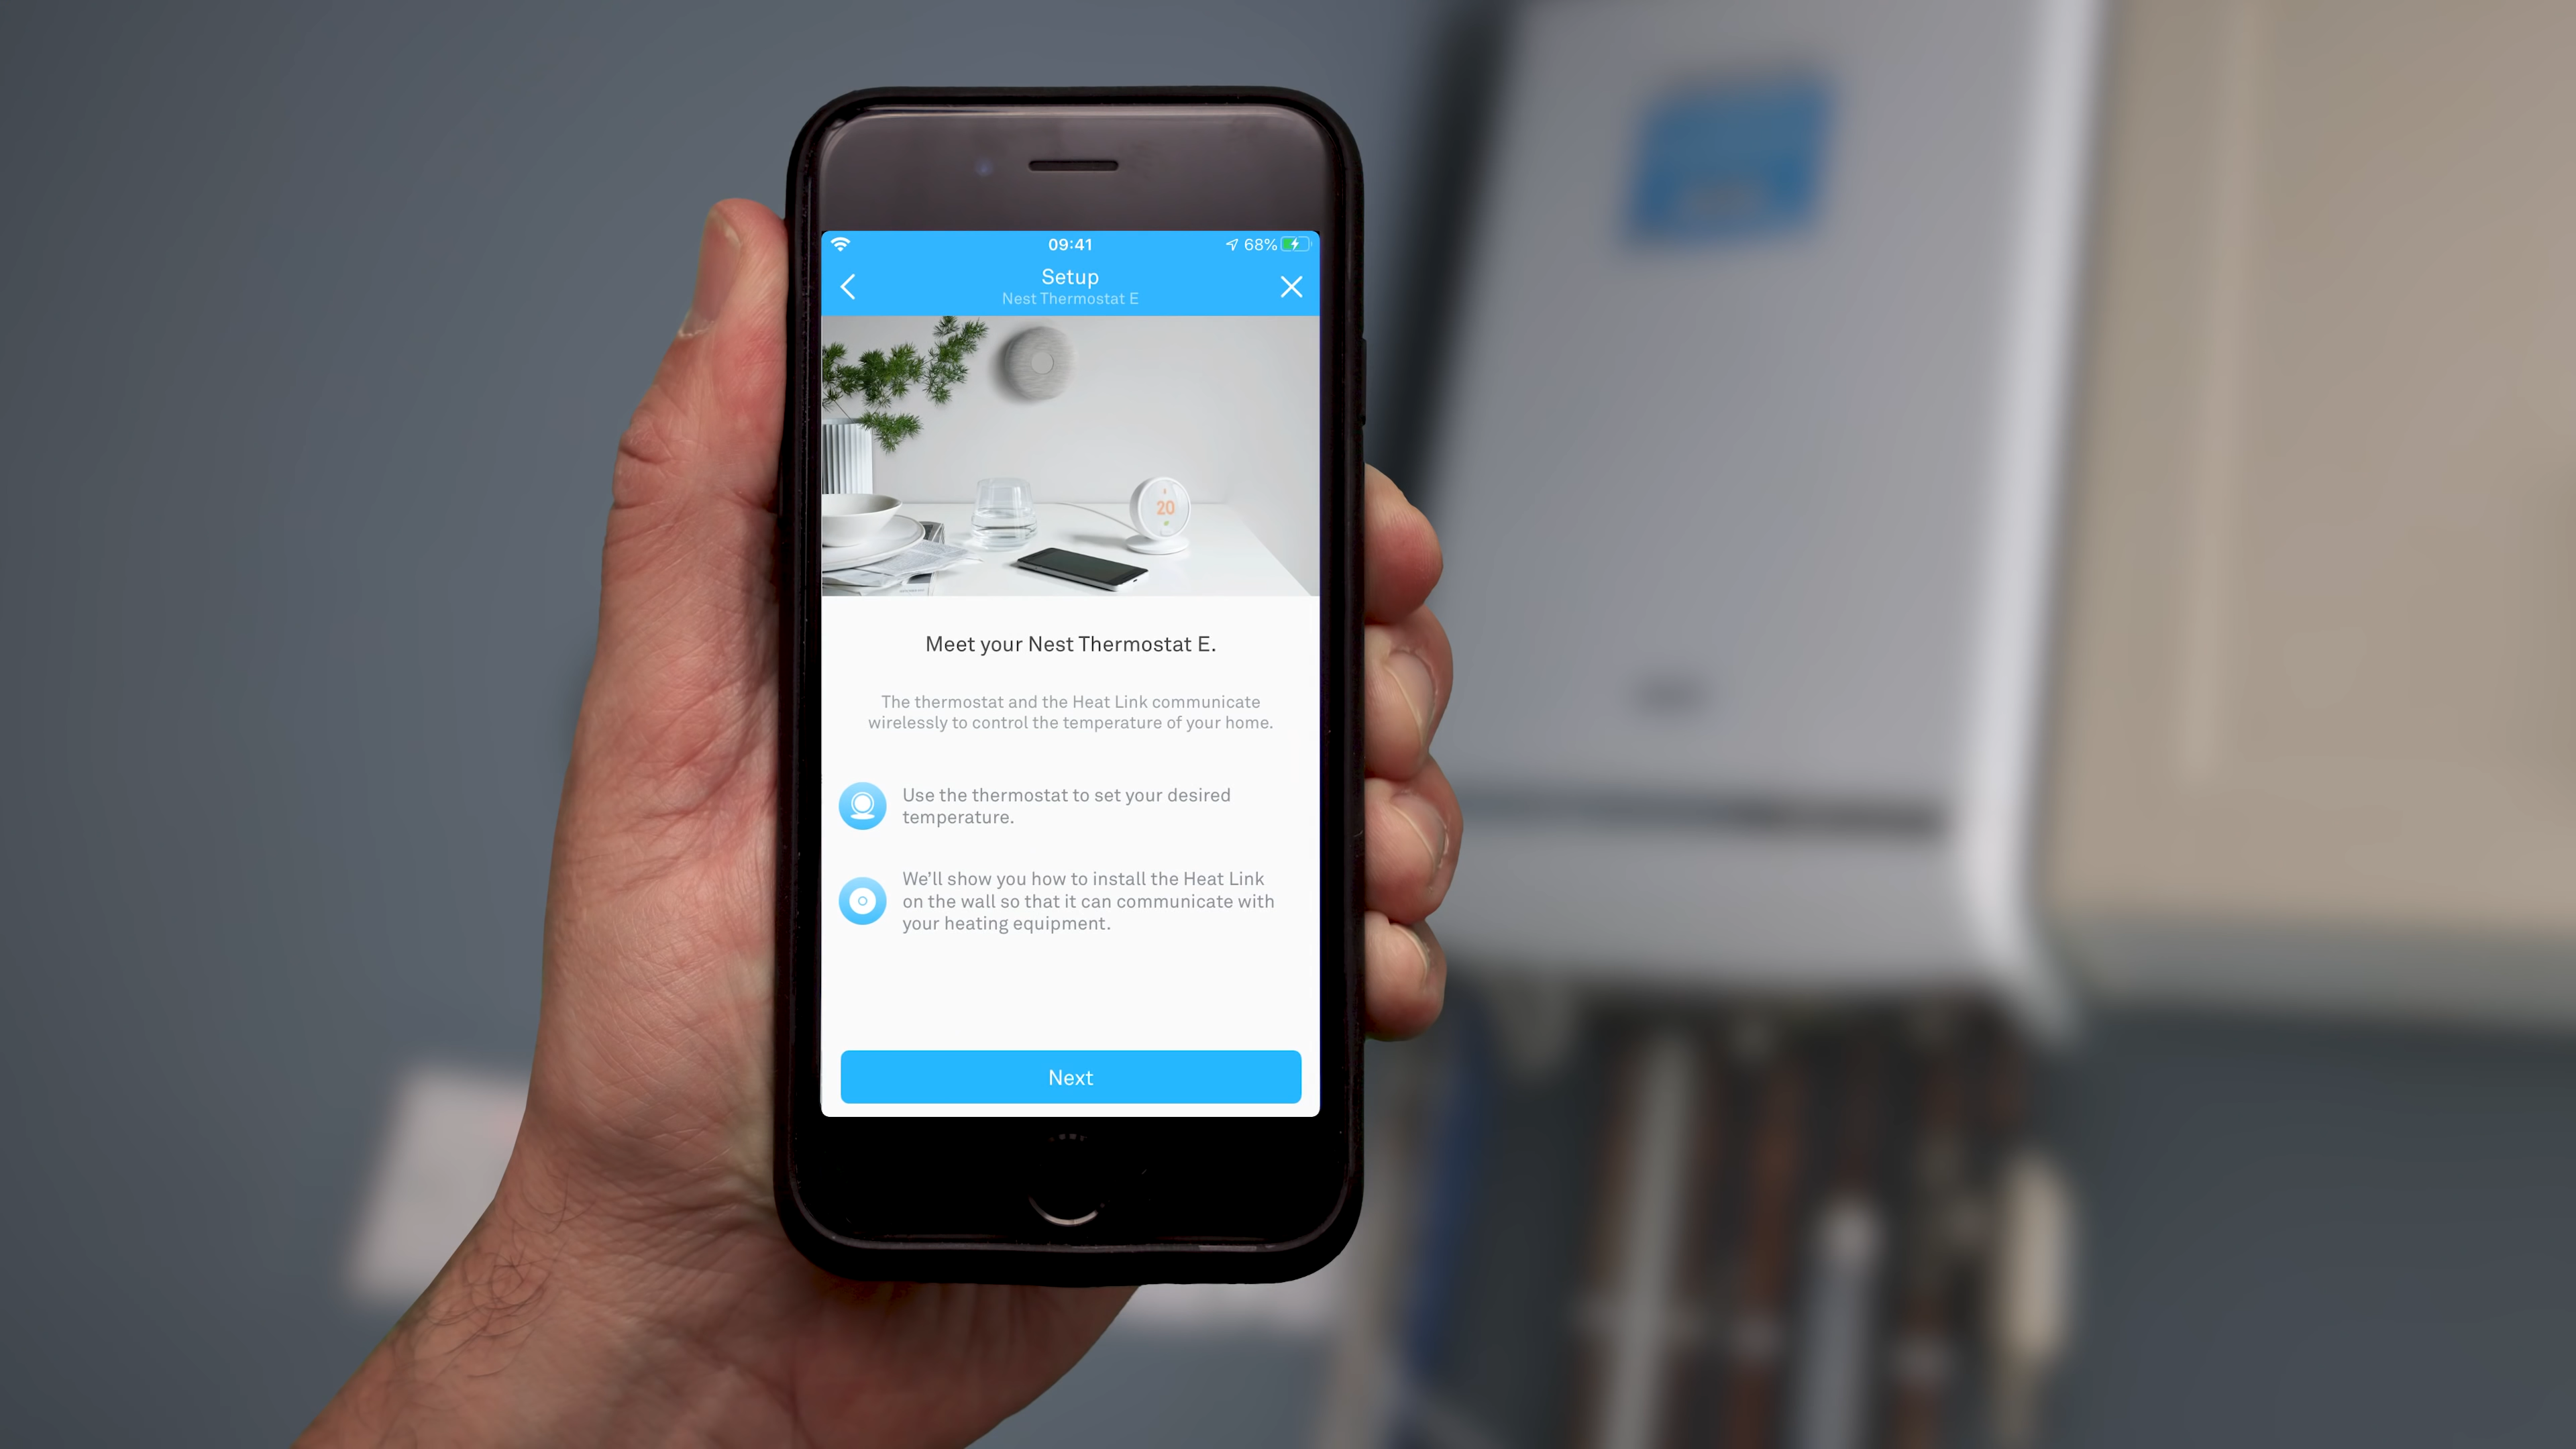 09:41
68%
Setup
Nest Thermostat E
20
Meet your Nest Thermostat E.
The thermostat and the Heat Link communicate
wirelessly to control the temperature of your home.
Use the thermostat to set your desired
temperature.
We'll show you how to install the Heat Link
on the wall so that it can communicate with
your heating equipment.
Next